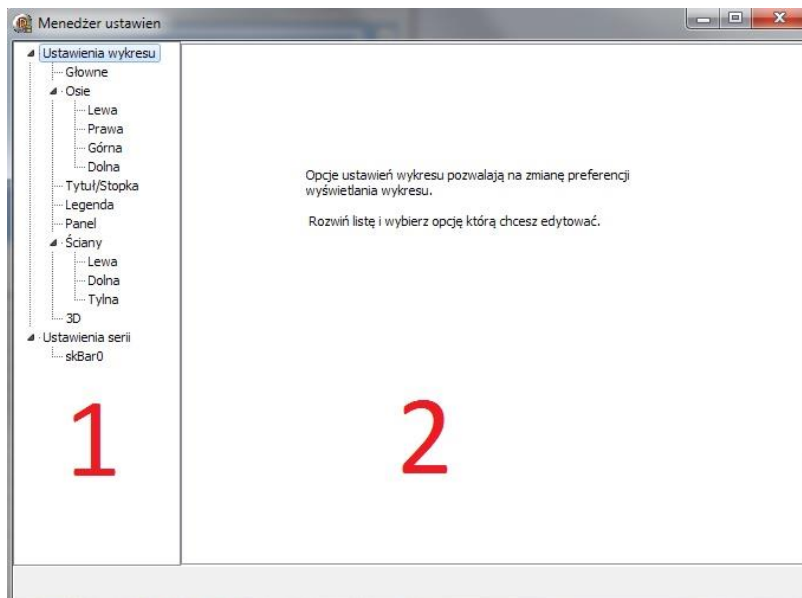 Menedżer ustawien
Ustawienia wykresu
Głowne
Osie
Lewa
Prawa
Górna
Dolna
Tytuł/Stopka
Legenda
Panel
Ściany
Lewa
Dolna
Tylna
3D
Ustawienia serii
skBar0
1
Opcje ustawień wykresu pozwalają na zmianę preferencji
wyświetlania wykresu.
Rozwiń listę i wybierz opcję którą chcesz edytować.
2